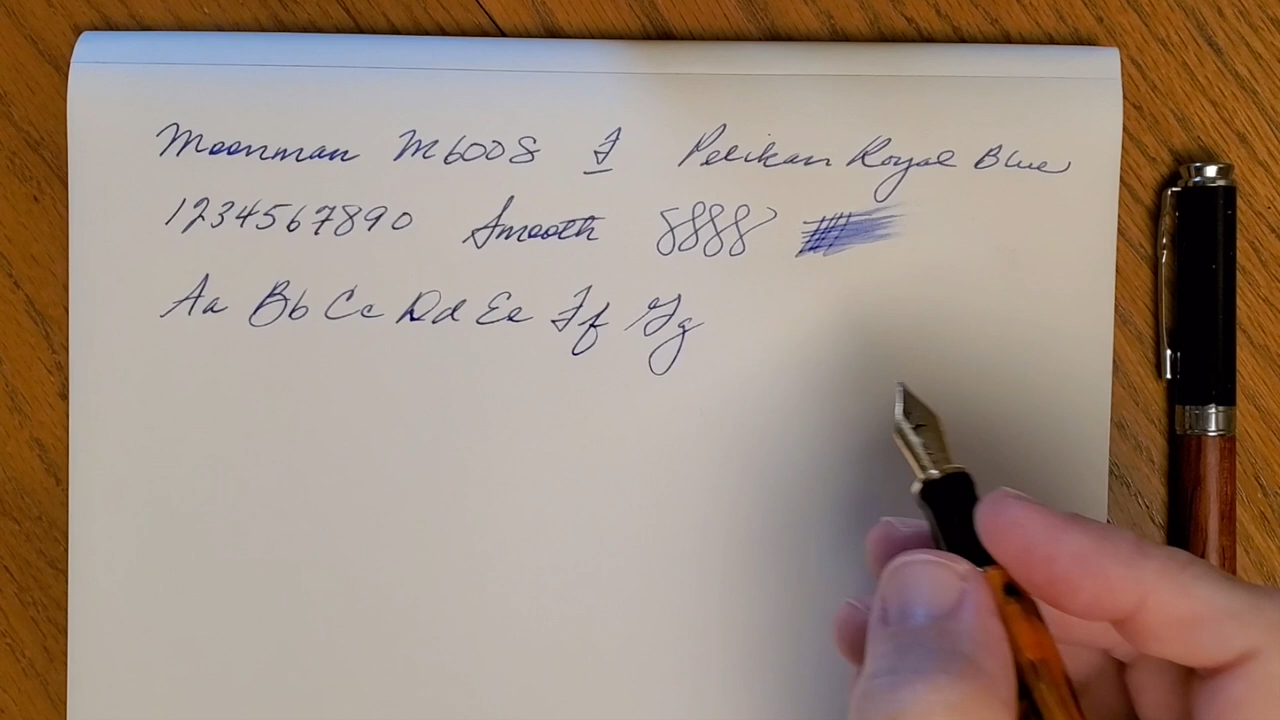 Moonman M600S F Pelikan Royal Blue
1234567890 Smooth 8888
Aa Bb Cc Dd Ee Ff Gg